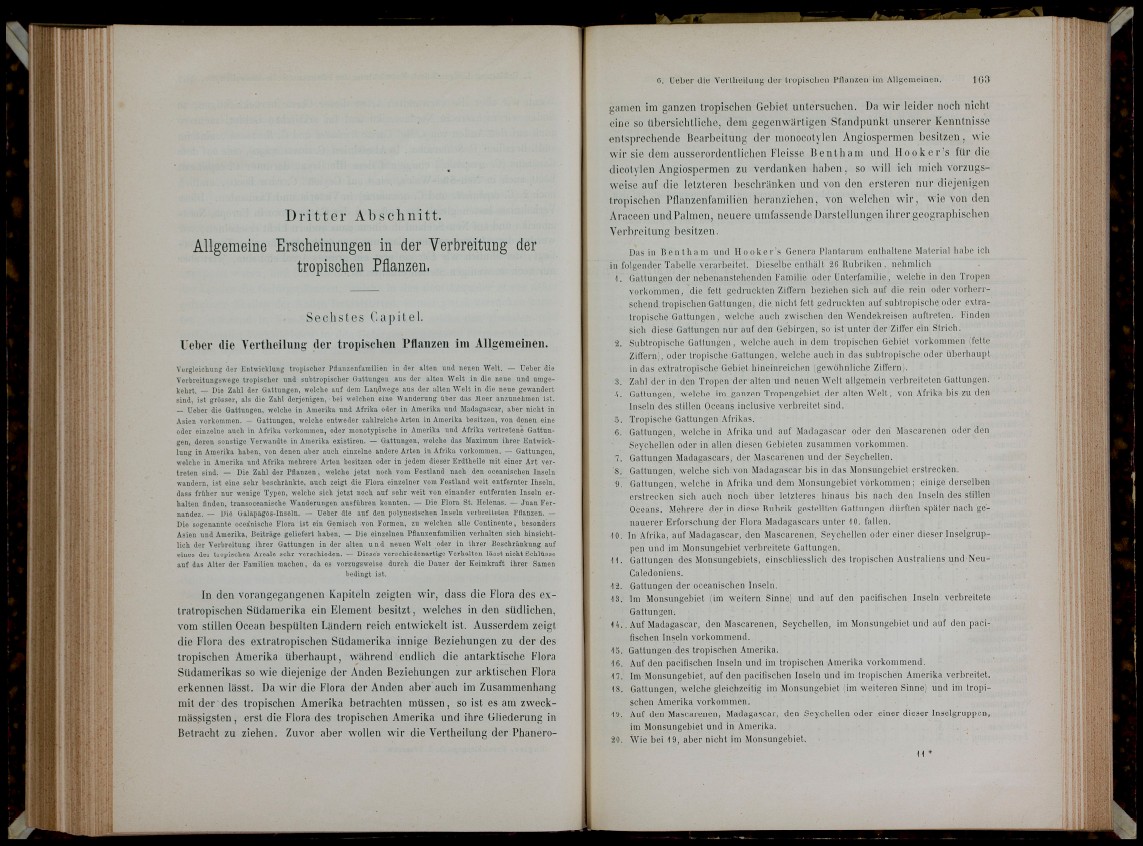 Dritter Abschnitt.
Allgemeine Erscheinungen in der Verbreitung der
tropischen Pflanzen.
Sechstes Capitel.
Ueber die Vertheilung der tropischen Pflanzen im Allgemeinen.
Vergleichung der Entwicklung tropischer Pflanzenfamilien in der alten und neuen Welt. — Ueber die
Verbreitungswege tropischer und subtropischer Gattungen aus der alten Welt in die neue und umge-
kehrt. — Die Zahl der Gattungen, welche auf dem Landwege aus der alten Welt in die neue gewandert
sind, ist grösser, als die Zahl derjenigen, bei welchen eine Wanderung über das Meer anzunehmen ist.
— Ueber die Gattungen, welche in Amerika und Afrika oder in Amerika und Madagascar, aber nicht in
Asien vorkommen. — Gattungen, welche entweder zahlreiche Arten in Amerika besitzen, von denen eine
oder einzelne auch in Afrika vorkommen, oder monotypische in Amerika und Afrika vertretene Gattun-
gen, deren sonstige Verwandte in Amerika existiren. — Gattungen, welche das Maximum ihrer Entwick-
lung in Amerika haben, von denen aber auch einzelne andere Arten in Afrika vorkommen. — Gattungen,
welche in Amerika und Afrika mehrere Arten besitzen oder in jedem dieser Erdtheile mit einer Art ver-
treten sind. — Die Zahl der Pflanzen, welche jetzt noch vom Festland nach den oceanischen Inseln
wandern, ist eine sehr beschränkte, auch zeigt die Flora einzelner vom Festland weit entfernter Inseln,
dass früher nur wenige Typen, welche sich jetzt noch auf sehr weit von einander entfernten Inseln er-
halten finden, transoceanische Wanderungen ausführen konnten. — Die Flora St. Helenas. — Juan Fer-
nandez. — Die Galapagos-Inseln. — Ueber die auf den polynesischen Inseln verbreiteten Pflanzen. —
Die sogenannte oceanische Flora ist ein Gemisch von Formen, zu welchen alle Continente, besonders
Asien und Amerika, Beiträge geliefert haben. — Die einzelnen Pflanzenfamilien verhalten sich hinsicht-
lich der Verbreitung ihrer Gattungen in der alten und neuen Welt oder in ihrer Beschränkung auf
eines der tropischen Areale sehr verschieden. — Dieses verschiedenartige Verhalten lässt nicht Schlüsse
auf das Alter der Familien machen, da es vorzugsweise durch die Dauer der Keimkraft ihrer Samen
bedingt ist.
In den vorangegangenen Kapiteln zeigten wir, dass die Flora des ex-
tratropischen Südamerika ein Element besitzt, welches in den südlichen,
vom stillen Ocean bespülten Ländern reich entwickelt ist. Ausserdem zeigt
die Flora des extratropischen Südamerika innige Beziehungen zu der des
tropischen Amerika überhaupt, während endlich die antarktische Flora
Südamerikas so wie diejenige der Anden Beziehungen zur arktischen Flora
erkennen lässt. Da wir die Flora der Anden aber auch im Zusammenhang
mit der des tropischen Amerika betrachten müssen, so ist es am zweck-
mässigsten, erst die Flora des tropischen Amerika und ihre Gliederung in
Betracht zu ziehen. Zuvor aber wollen wir die Vertheilung der Phanero-
6. Ueber die Vertheilung der tropischen Pflanzen im Allgemeinen. 163
gamen im ganzen tropischen Gebiet untersuchen. Da wir leider noch nicht
eine so übersichtliche, dem gegenwärtigen Standpunkt unserer Kenntnisse
entsprechende Bearbeitung der monocotylen Angiospermen besitzen, wie
wir sie dem ausserordentlichen Fleisse Bentham und Hooker's für die
dicotylen Angiospermen zu verdanken haben, so will ich mich vorzugs-
weise auf die letzteren beschränken und von den ersteren nur diejenigen
tropischen Pflanzenfamilien heranziehen, von welchen wir, wie von den
Araceen und Palmen, neuere umfassende Darstellungen ihrer geographischen
Verbreitung besitzen.
Das in Bentham und Hooker's Genera Plantarum enthaltene Material habe ich
in folgender Tabelle verarbeitet. Dieselbe enthält 26 Rubriken, nehmlich
1. Gattungen der nebenanstehenden Familie oder Unterfamilie, welche in den Tropen
vorkommen, die fett gedruckten Ziffern beziehen sich auf die rein oder vorherr-
schend tropischen Gattungen, die nicht fett gedruckten auf subtropische oder extra-
tropische Gattungen, welche auch zwischen den Wendekreisen auftreten. Finden
sich diese Gattungen nur auf den Gebirgen, so ist unter der Ziffer ein Strich.
2. Subtropische Gattungen, welche auch in dem tropischen Gebiet vorkommen (fette
Ziffern), oder tropische Gattungen, welche auch in das subtropische oder überhaupt
in das extratropische Gebiet hineinreichen (gewöhnliche Ziffern).
3. Zahl der in den Tropen der alten und neuen Welt allgemein verbreiteten Gattungen.
4. Gattungen, welche im ganzen Tropengebiet der alten Welt, von Afrika bis zu den
Inseln des stillen Oceans inclusive verbreitet sind.
5. Tropische Gattungen Afrikas.
6. Gattungen, welche in Afrika und auf Madagascar oder den Mascarenen oder den
Seychellen oder in allen diesen Gebieten zusammen vorkommen.
7. Gattungen Madagascars, der Mascarenen und der Seychellen.
8. Gattungen, welche sich von Madagascar bis in das Monsungebiet erstrecken.
9. Gattungen, welche in Afrika und dem Monsungebiet vorkommen; einige derselben
erstrecken sich auch noch über letzteres hinaus bis nach den Inseln des stillen
Oceans. Mehrere der in diese Rubrik gestellten Gattungen dürften später nach ge-
nauerer Erforschung der Flora Madagascars unter 10. fallen.
10. In Afrika, auf Madagascar, den Mascarenen, Seychellen oder einer dieser Inselgrup-
pen und im Monsungebiet verbreitete Gattungen.
11. Gattungen des Monsungebiets, einschliesslich des tropischen Australiens und Neu-
Caledoniens.
12. Gattungen der oceanischen Inseln.
13. Im Monsungebiet (im weitern Sinne) und auf den pacifischen Inseln verbreitete
Gattungen.
14. Auf Madagascar, den Mascarenen, Seychellen, im Monsungebiet und auf den paci-
fischen Inseln vorkommend.
15. Gattungen des tropischen Amerika.
16. Auf den pacifischen Inseln und im tropischen Amerika vorkommend.
17. Im Monsungebiet, auf den pacifischen Inseln und im tropischen Amerika verbreitet.
18. Gattungen, welche gleichzeitig im Monsungebiet (im weiteren Sinne) und im tropi-
schen Amerika vorkommen.
19. Auf den Mascarenen, Madagascar, den Seychellen oder einer dieser Inselgruppen,
im Monsungebiet und in Amerika.
20. Wie bei 19, aber nicht im Monsungebiet.
11*